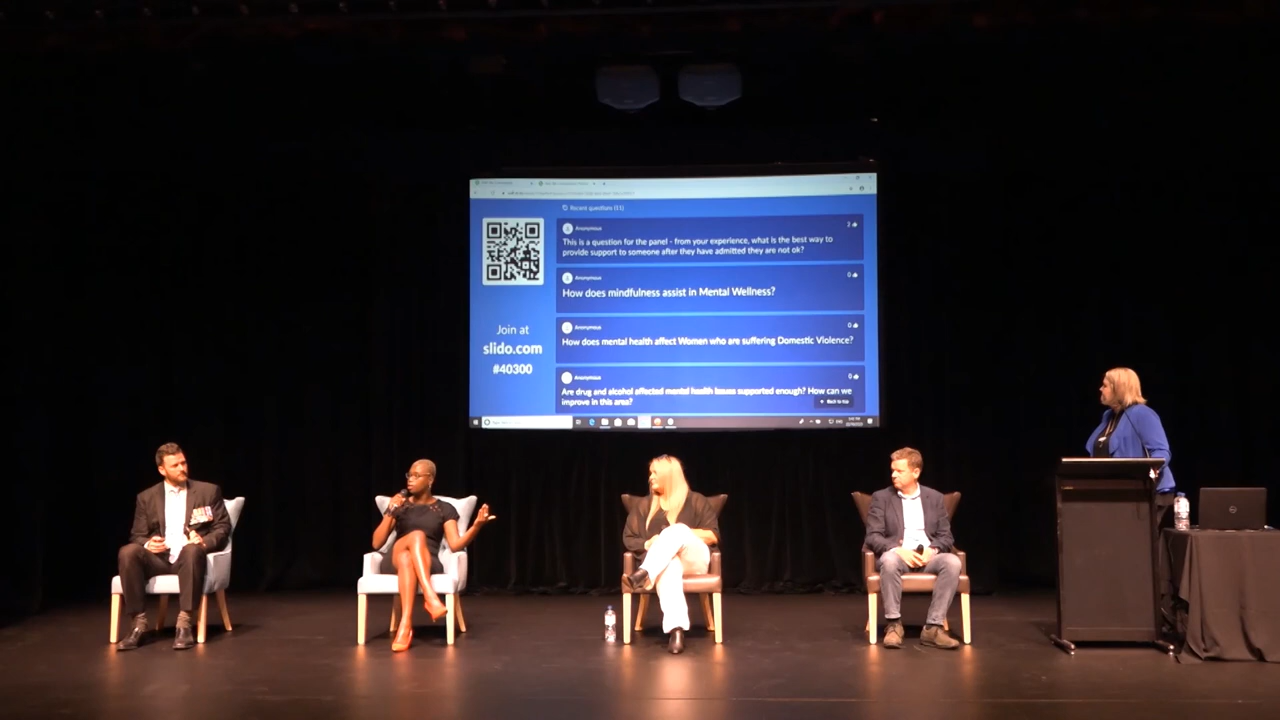 Recent questions (11)
Anonymous
2
This is a question for the panel - from your experience, what is the best way to
provide support to someone after they have admitted they are not ok?
Anonymous
0
How does mindfulness assist in Mental Wellness?
Anonymous
0
How does mental health affect Women who are suffering Domestic Violence?
Anonymous
0
Are drug and alcohol affected mental health issues supported enough? How can we
improve in this area?
Back to top
Join at
slido.com
#40300